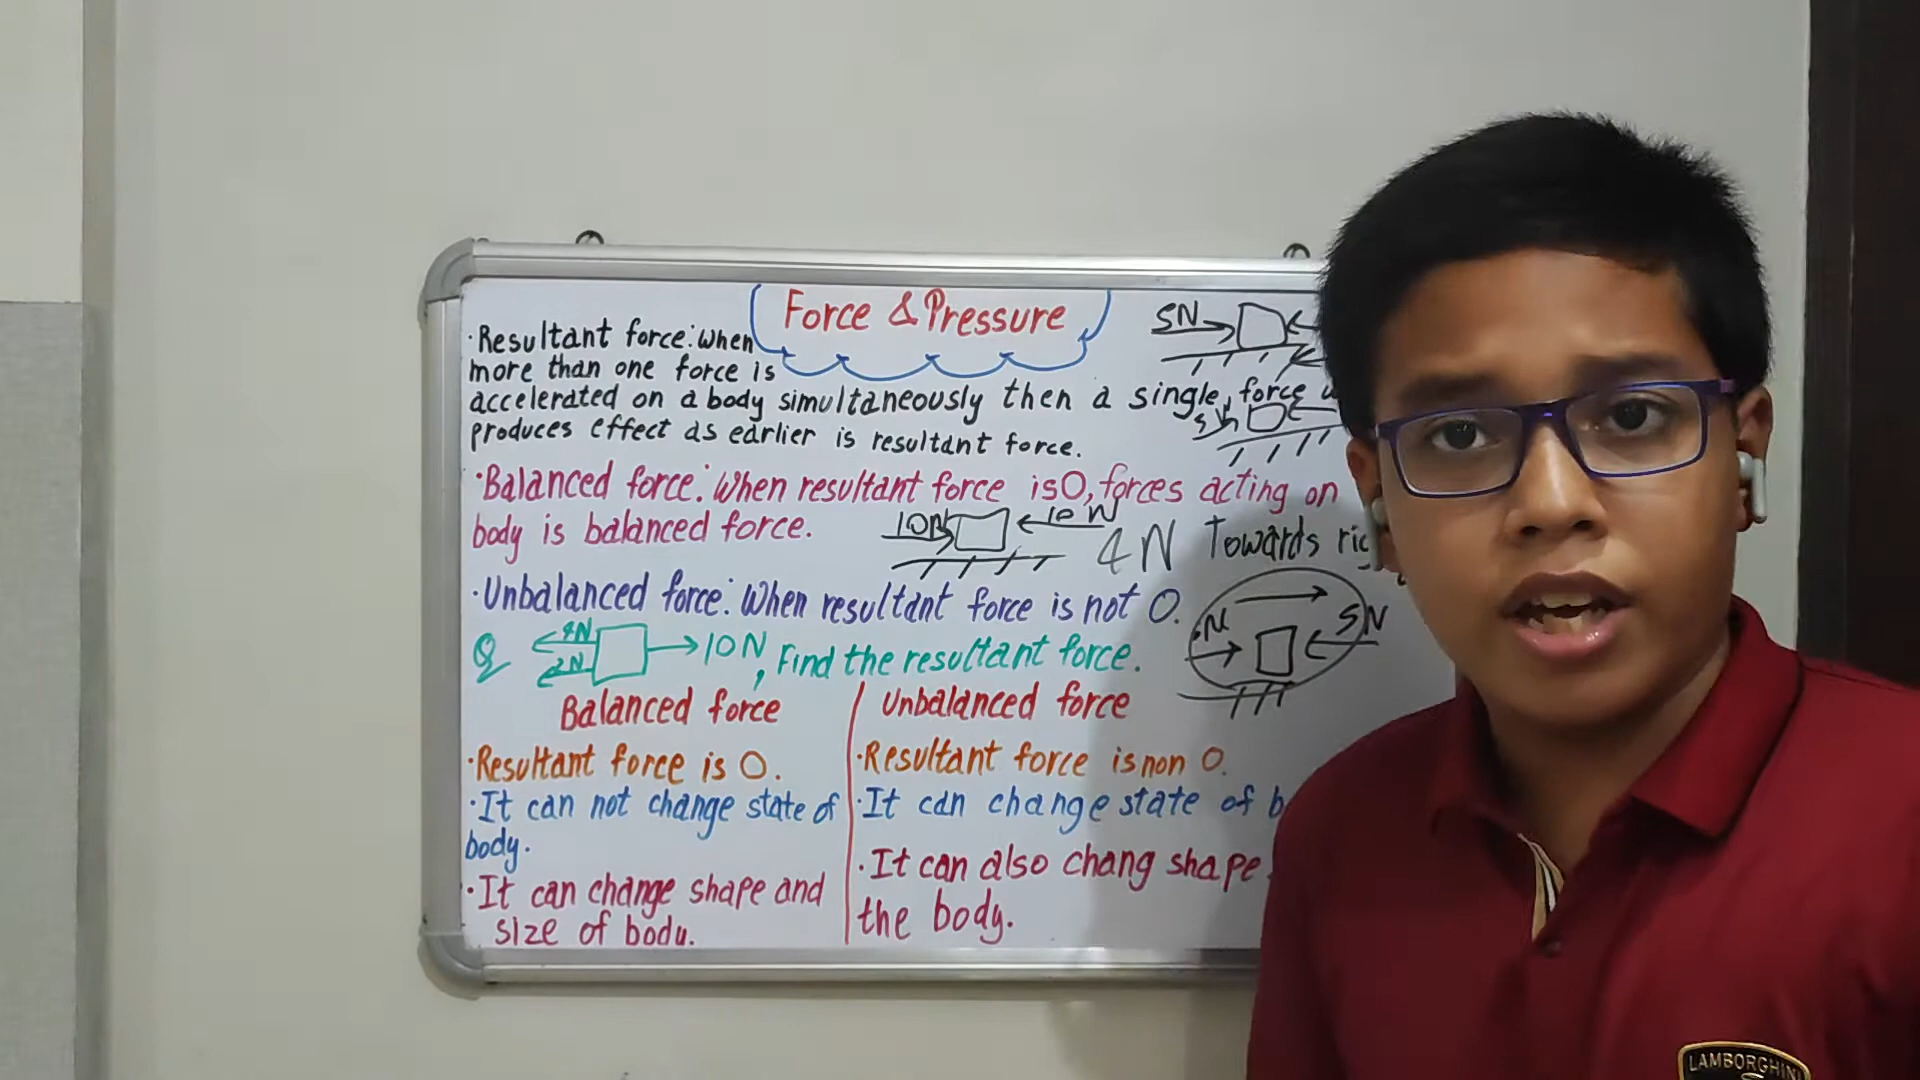 Force & Pressure
5N
·Resultant force: When
more than one force is
accelerated on a body simultaneously then a single force
produces effect as earlier is resultant force.
·Balanced force: When resultant force is 0, forces acting on
body is balanced force.
10N
10 N
4N Towards
·Unbalanced force: When resultant force is not 0.
5N
Q
4N
2N
10N, Find the resultant force.
Balanced force
Unbalanced force
·Resultant force is 0.
·Resultant force is non 0.
·It can not change state of
body.
·It can change state of
·It can change shape and
size of body.
·It can also chang shape
the body.
LAMBORGHINI